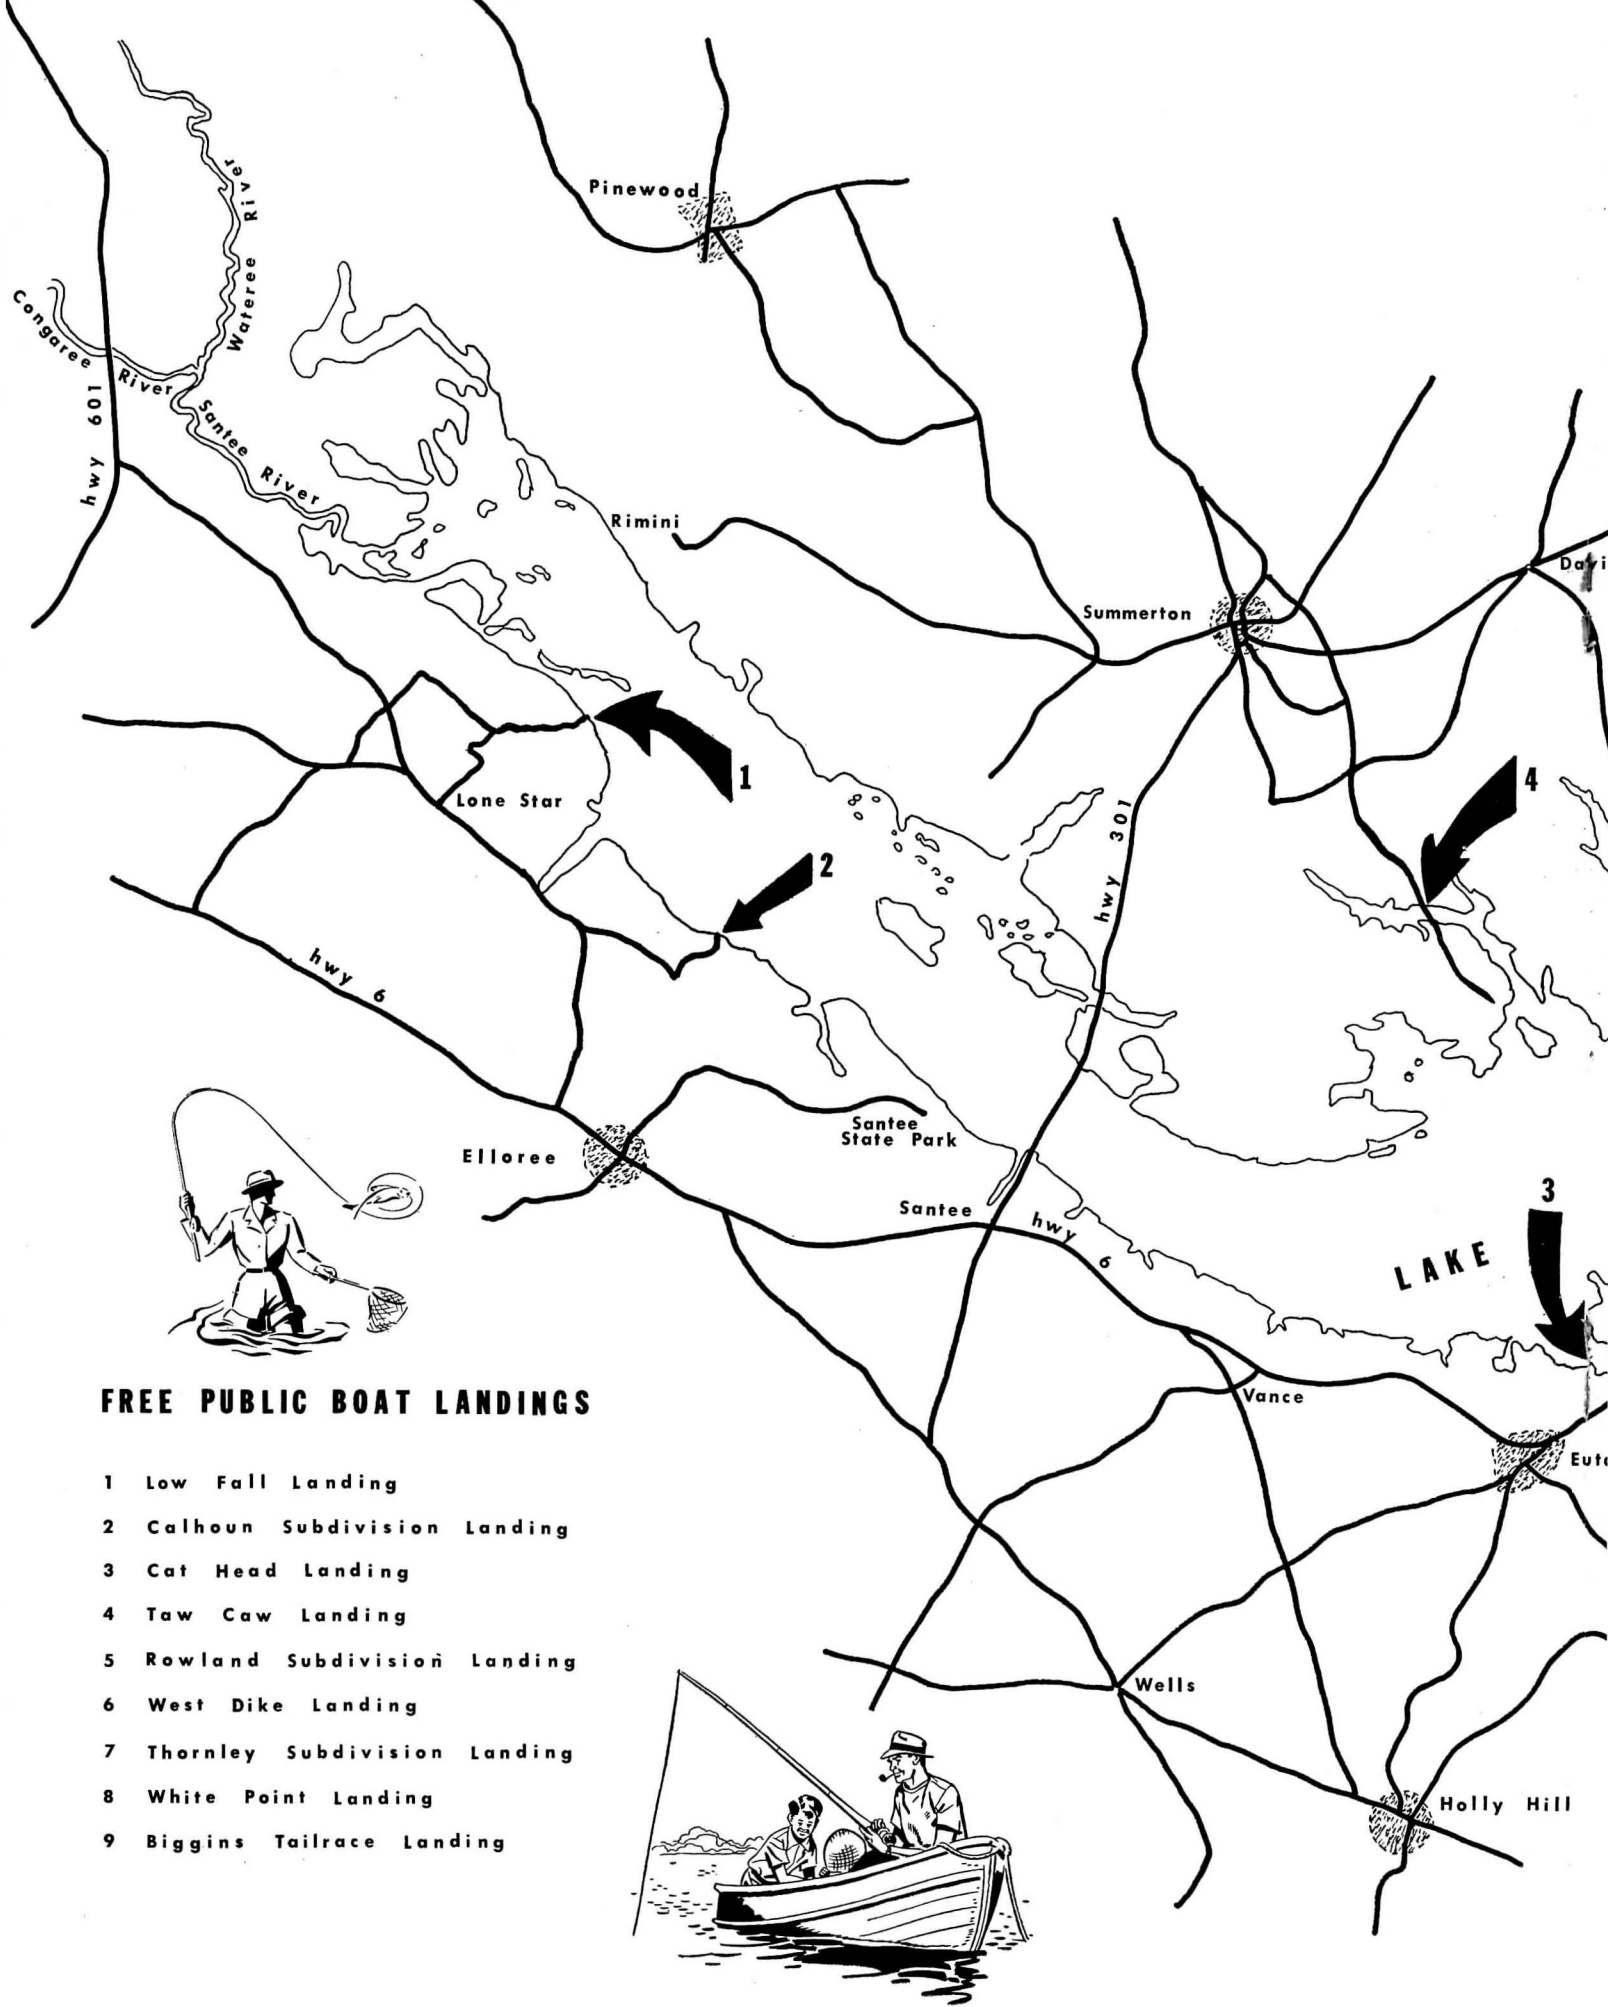 Pinewood
Wateree River
Congaree River
hwy 601
Santee River
Rimini
Davi
Summerton
1
4
Lone Star
hwy 301
2
hwy 6
Santee
State Park
Elloree
3
Santee
hwy 6
LAKE
Vance
FREE PUBLIC BOAT LANDINGS
Euta
1 Low Fall Landing
2 Calhoun Subdivision Landing
3 Cat Head Landing
4 Taw Caw Landing
5 Rowland Subdivision Landing
6 West Dike Landing
7 Thornley Subdivision Landing
8 White Point Landing
9 Biggins Tailrace Landing
Wells
Holly Hill